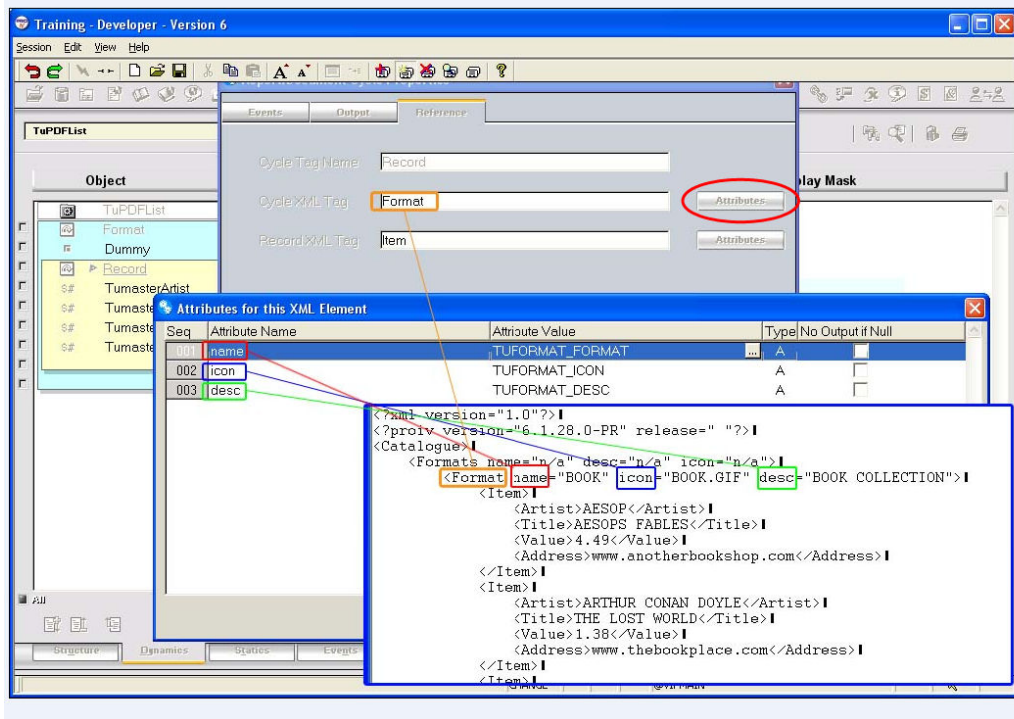 Training - Developer - Version 6
Session Edit View Help
Events Output Reference
TuPDFList
Cycle Tag Name Record
Object
lay Mask
TuPDFList
Cycle XML Tag Format Attributes
Format
Dummy
Record XML Tag Item Attributes
Record
TumasterArtist
Tumaste
Tumaste
Tumaste
Attributes for this XML Element
Seq Attribute Name Attribute Value Type No Output if Null
001 name TUFORMAT_FORMAT ... A
002 icon TUFORMAT_ICON A
003 desc TUFORMAT_DESC A
<?xml version="1.0"?>
<?proiv version="6.1.28.0-PR" release=" "?>
<Catalogue>
<Formats name="n/a" desc="n/a" icon="n/a">
<Format name="BOOK" icon="BOOK.GIF" desc="BOOK COLLECTION">
<Item>
<Artist>AESOP</Artist>
<Title>AESOPS FABLES</Title>
<Value>4.49</Value>
<Address>www.anotherbookshop.com</Address>
</Item>
<Item>
<Artist>ARTHUR CONAN DOYLE</Artist>
<Title>THE LOST WORLD</Title>
<Value>1.38</Value>
<Address>www.thebookplace.com</Address>
</Item>
<Item>
All
Structure Dynamics Statics Events
CHANGE @VIPMAIN